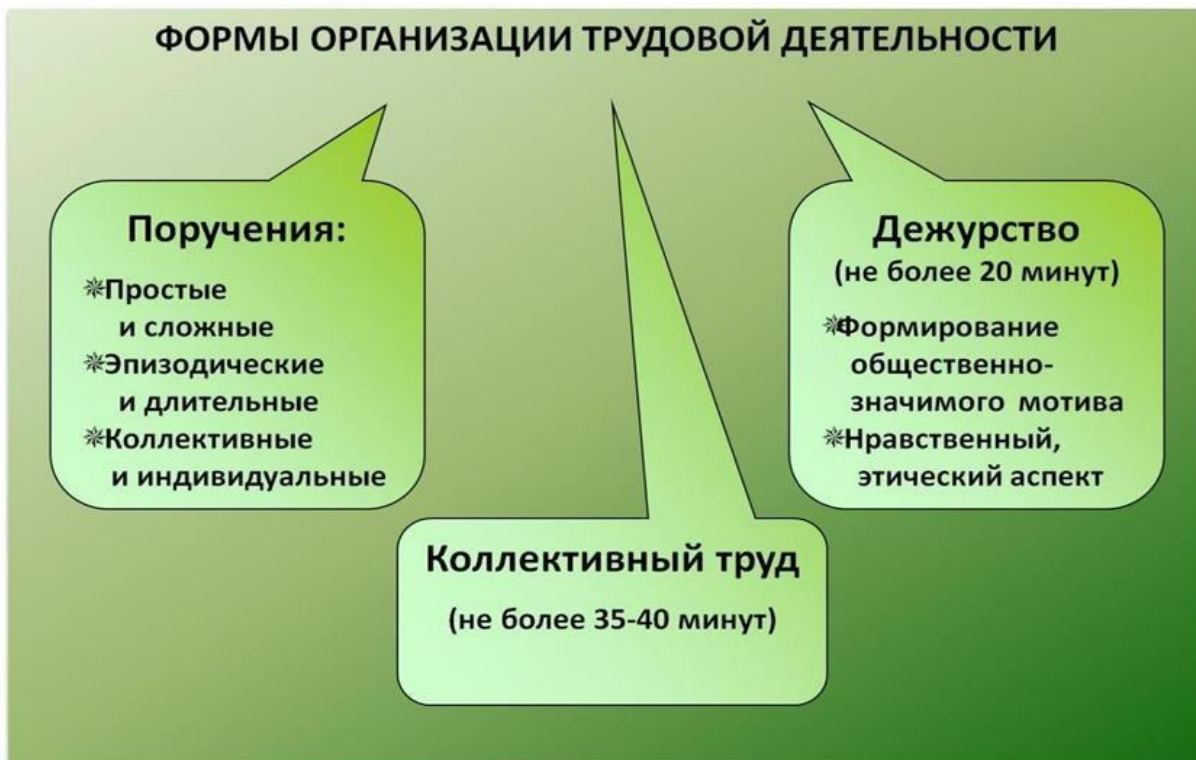 ФОРМЫ ОРГАНИЗАЦИИ ТРУДОВОЙ ДЕЯТЕЛЬНОСТИ
Поручения:
Простые
и сложные
Эпизодические
и длительные
Коллективные
и индивидуальные
Коллективный труд
(не более 35-40 минут)
Дежурство
(не более 20 минут)
Формирование
общественно-
значимого мотива
Нравственный,
этический аспект